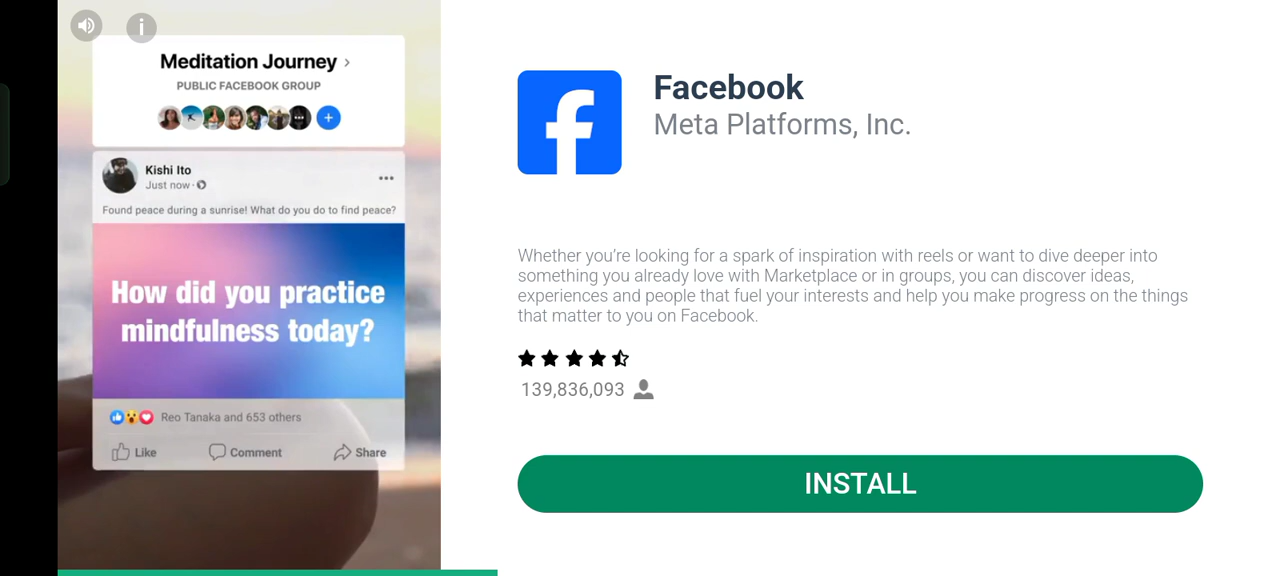 Meditation Journey
PUBLIC FACEBOOK GROUP
Kishi Ito
Just now
Found peace during a sunrise! What do you do to find peace?
How did you practice
mindfulness today?
Reo Tanaka and 653 others
Like Comment Share
Facebook
Meta Platforms, Inc.
Whether you’re looking for a spark of inspiration with reels or want to dive deeper into
something you already love with Marketplace or in groups, you can discover ideas,
experiences and people that fuel your interests and help you make progress on the things
that matter to you on Facebook.
139,836,093
INSTALL